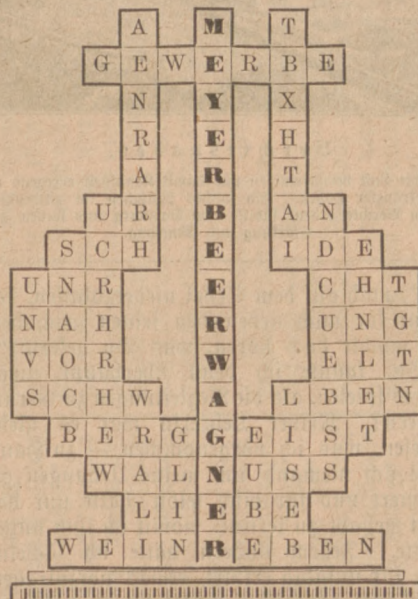 A M T
G E W E R B E
N Y X
R E H
A R T
U R B A N
S C H E I D E
U N R E C H T
N A H R U N G
V O R W E L T
S C H W A L B E N
B E R G G E I S T
W A L N U S S
L I E B E
W E I N R E B E N